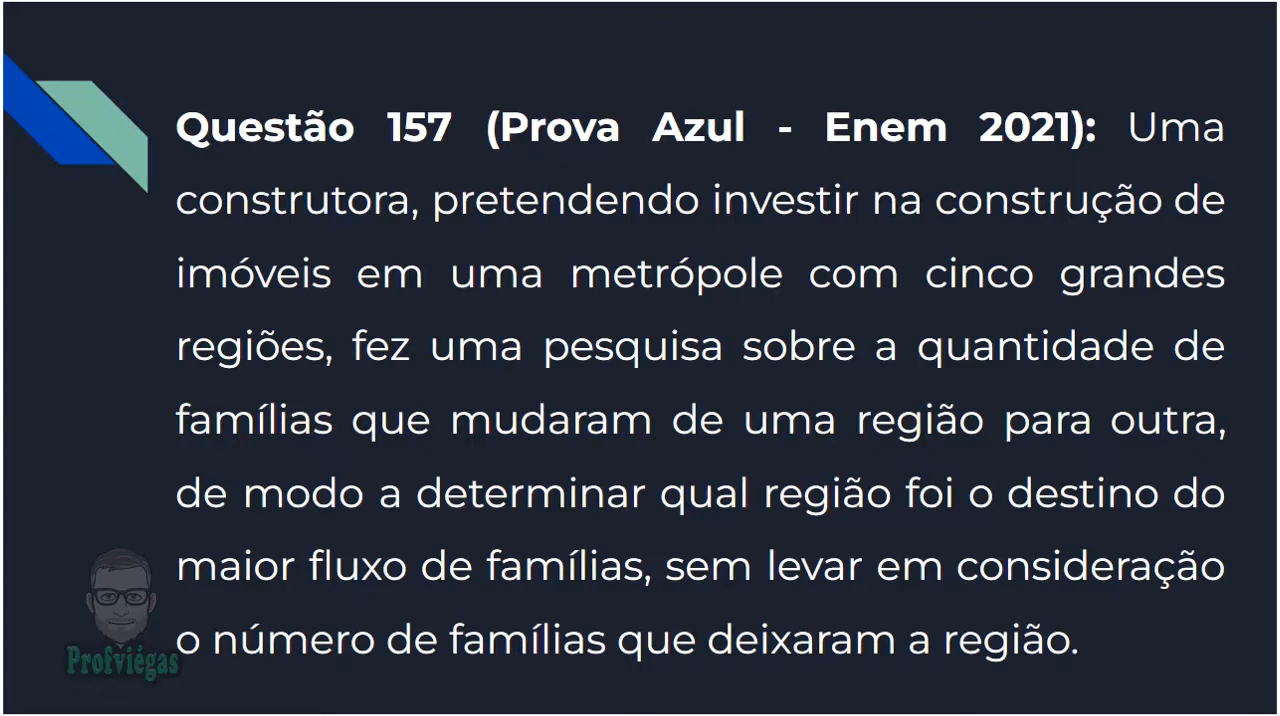 Questão 157 (Prova Azul - Enem 2021): Uma
construtora, pretendendo investir na construção de
imóveis em uma metrópole com cinco grandes
regiões, fez uma pesquisa sobre a quantidade de
famílias que mudaram de uma região para outra,
de modo a determinar qual região foi o destino do
maior fluxo de famílias, sem levar em consideração
o número de famílias que deixaram a região.
Profviégas